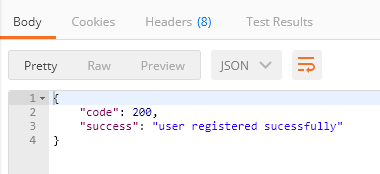 Body Cookies Headers (8) Test Results
Pretty Raw Preview JSON
1 {
2 "code": 200,
3 "success": "user registered sucessfully"
4 }